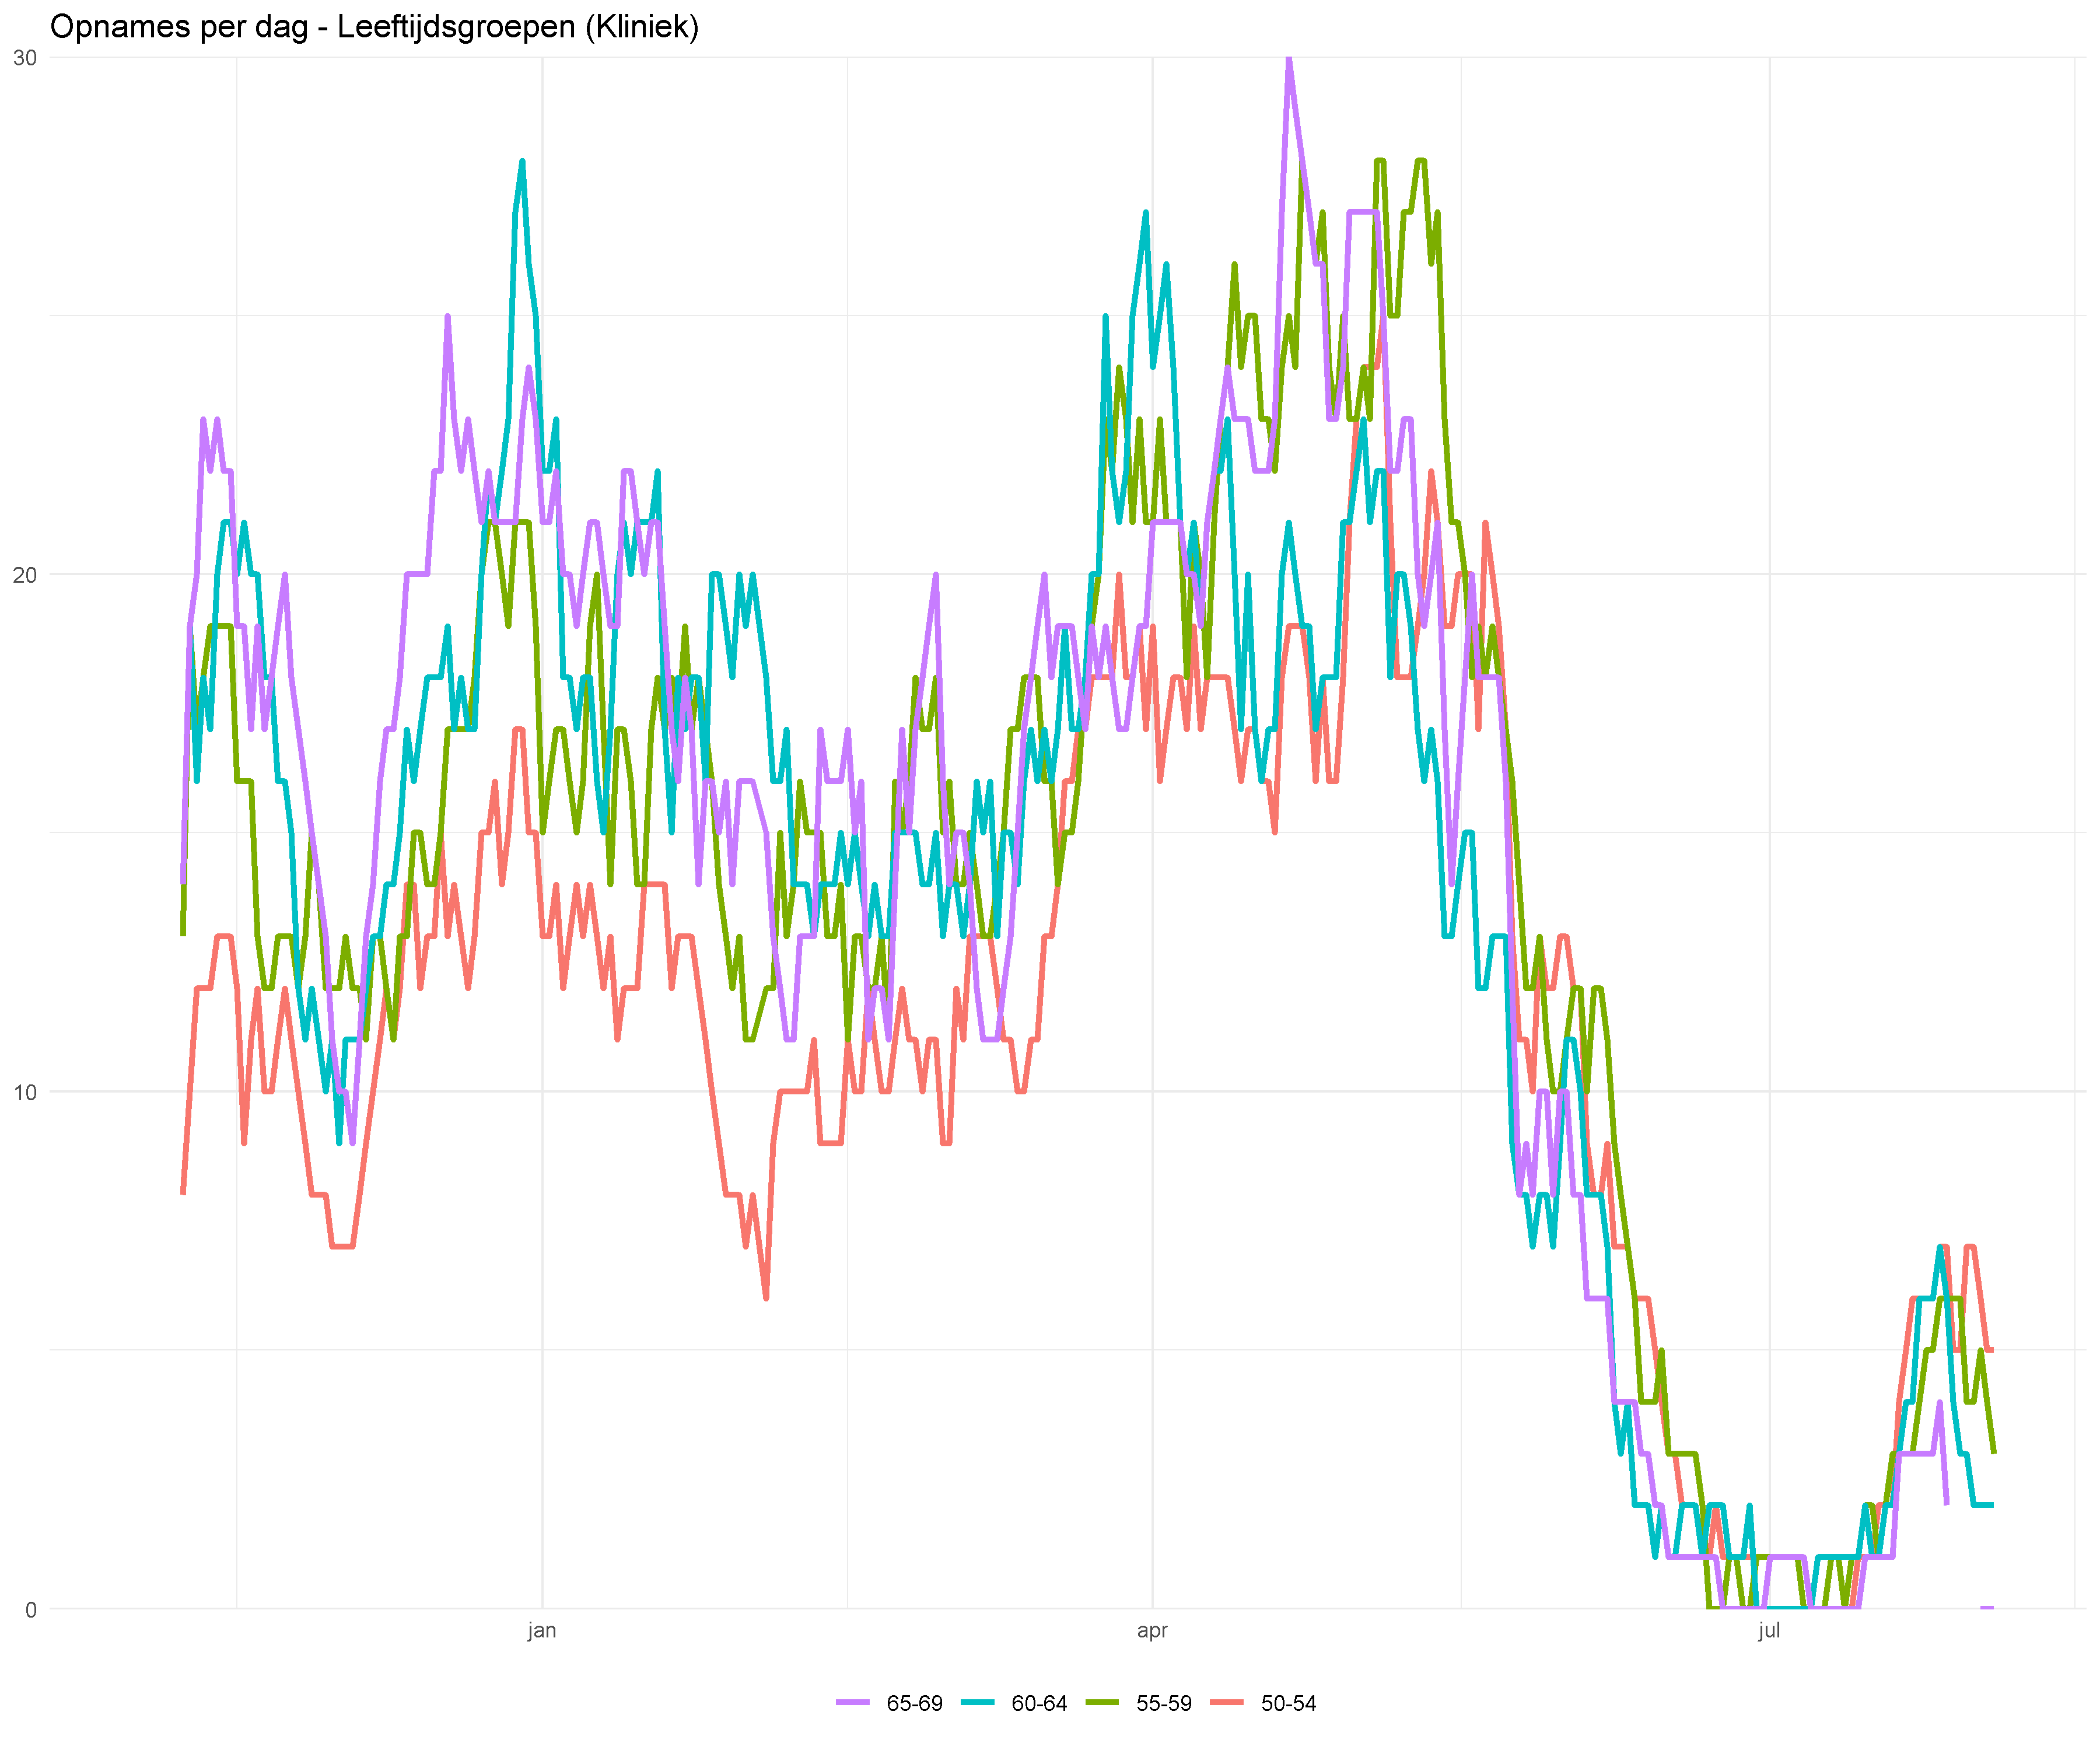 Opnames per dag - Leeftijdsgroepen (Kliniek)
30
20
10
0
jan apr jul
65-69 60-64 55-59 50-54